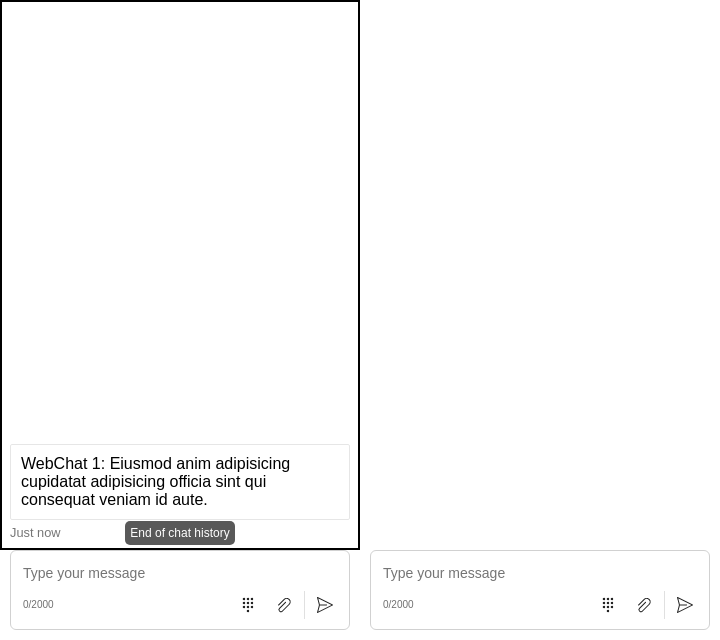 WebChat 1: Eiusmod anim adipisicing
cupidatat adipisicing officia sint qui
consequat veniam id aute.
Just now
End of chat history
Type your message
0/2000
Type your message
0/2000